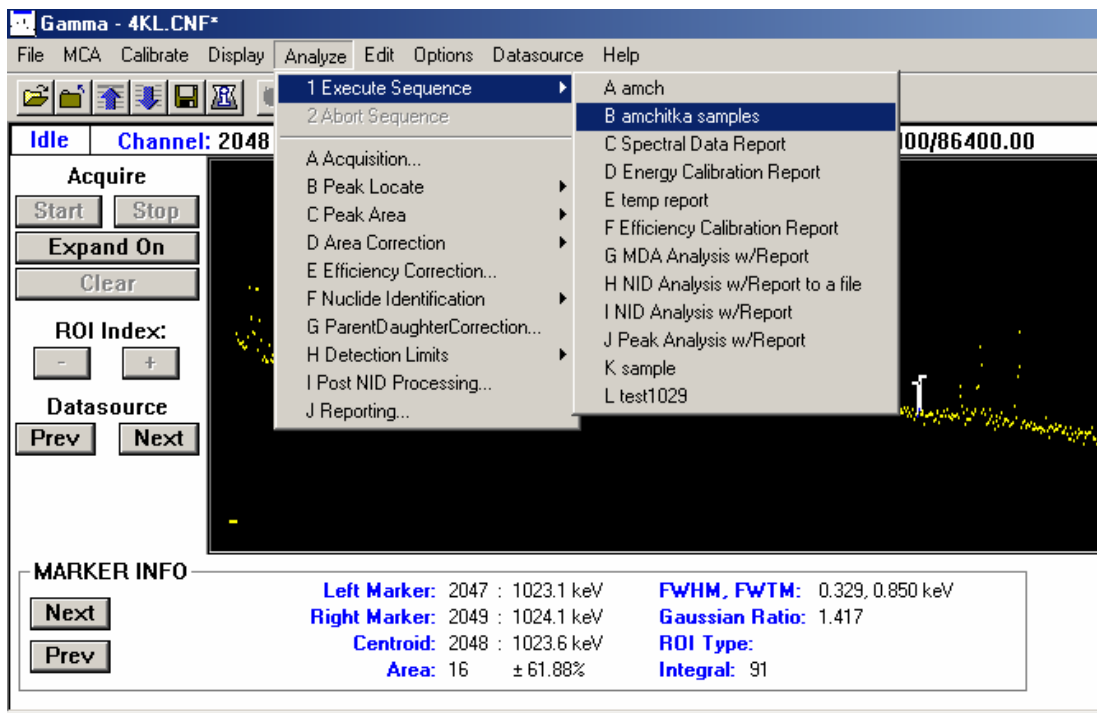 Gamma - 4KL.CNF*
File MCA Calibrate Display Analyze Edit Options Datasource Help
Idle Channel: 2048
00/86400.00
Acquire
Start Stop
Expand On
Clear
ROI Index:
- +
Datasource
Prev Next
1 Execute Sequence
2 Abort Sequence
A Acquisition...
B Peak Locate
C Peak Area
D Area Correction
E Efficiency Correction...
F Nuclide Identification
G ParentDaughterCorrection...
H Detection Limits
I Post NID Processing...
J Reporting...
A amch
B amchitka samples
C Spectral Data Report
D Energy Calibration Report
E temp report
F Efficiency Calibration Report
G MDA Analysis w/Report
H NID Analysis w/Report to a file
I NID Analysis w/Report
J Peak Analysis w/Report
K sample
L test1029
MARKER INFO
Next
Prev
Left Marker: 2047 : 1023.1 keV
Right Marker: 2049 : 1024.1 keV
Centroid: 2048 : 1023.6 keV
Area: 16 ± 61.88%
FWHM, FWTM: 0.329, 0.850 keV
Gaussian Ratio: 1.417
ROI Type:
Integral: 91